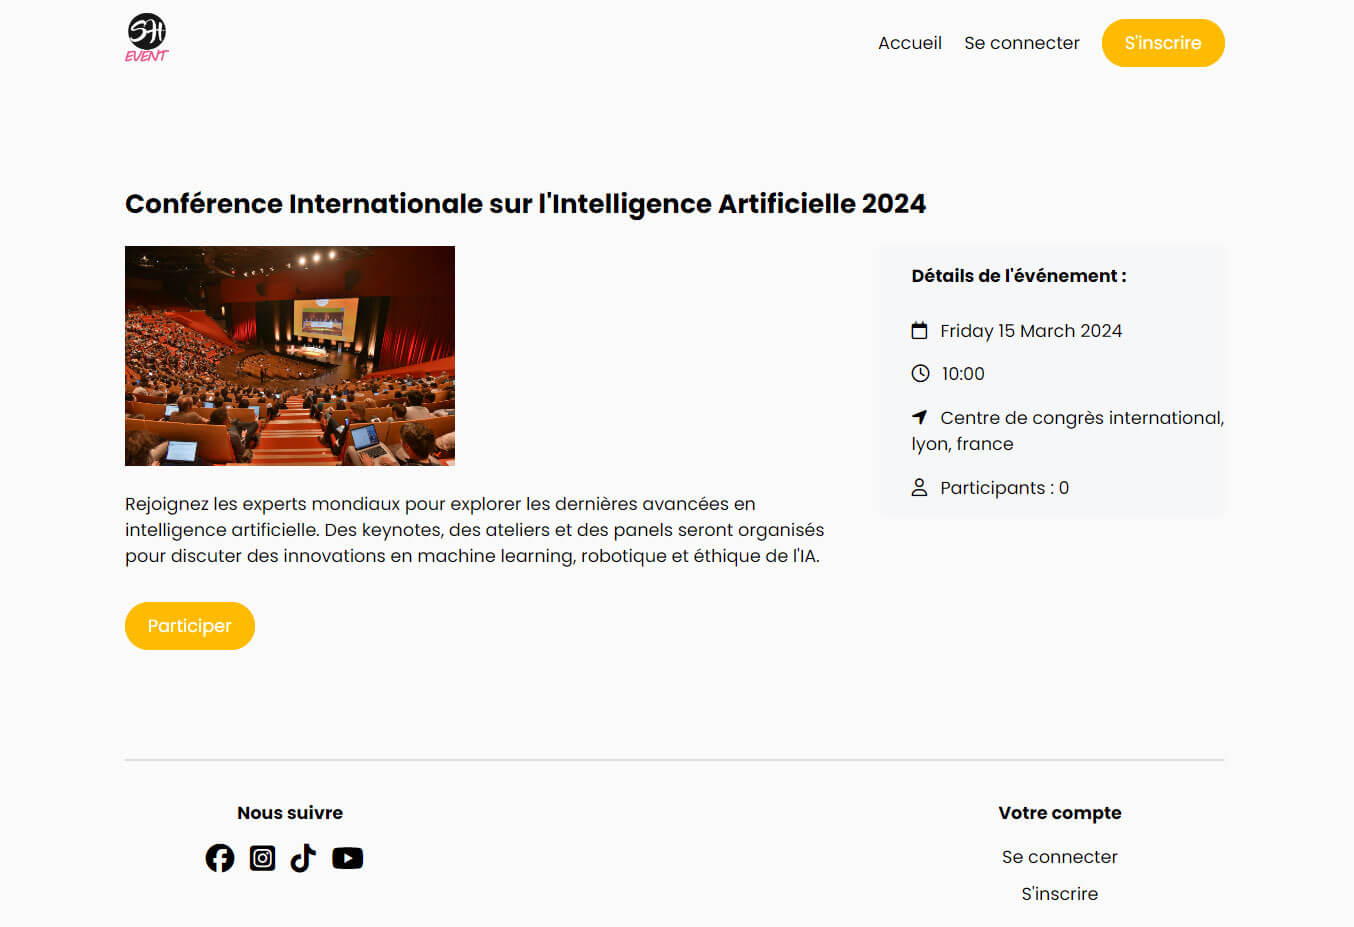 SH
EVENT
Accueil
Se connecter
S'inscrire
Conférence Internationale sur l'Intelligence Artificielle 2024
Rejoignez les experts mondiaux pour explorer les dernières avancées en
intelligence artificielle. Des keynotes, des ateliers et des panels seront organisés
pour discuter des innovations en machine learning, robotique et éthique de l'IA.
Participer
Détails de l'événement :
Friday 15 March 2024
10:00
Centre de congrès international,
lyon, france
Participants : 0
Nous suivre
Votre compte
Se connecter
S'inscrire